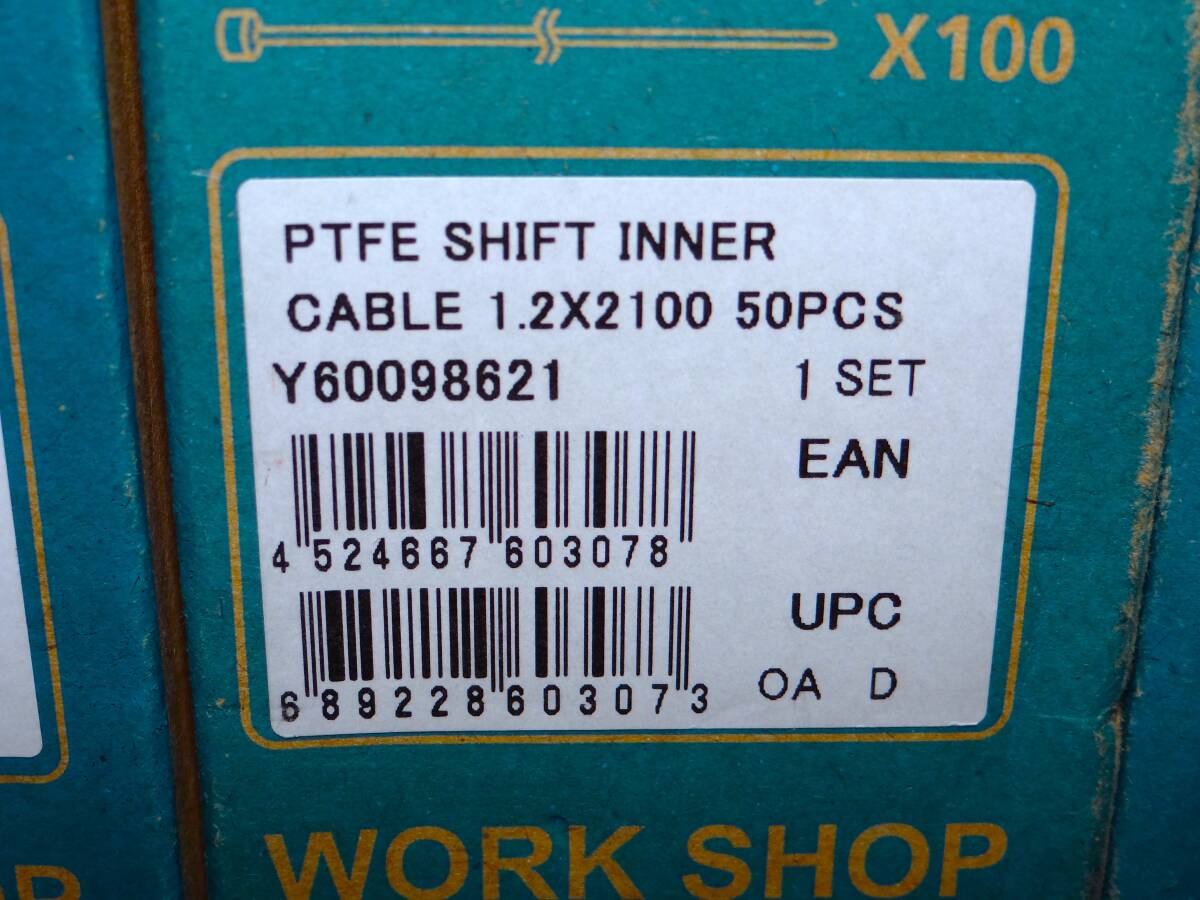 X100
PTFE SHIFT INNER
CABLE 1.2X2100 50PCS
Y60098621 1 SET
EAN
4 524667 603078
UPC
6 89228 60307 3
OA D
WORK SHOP
OP